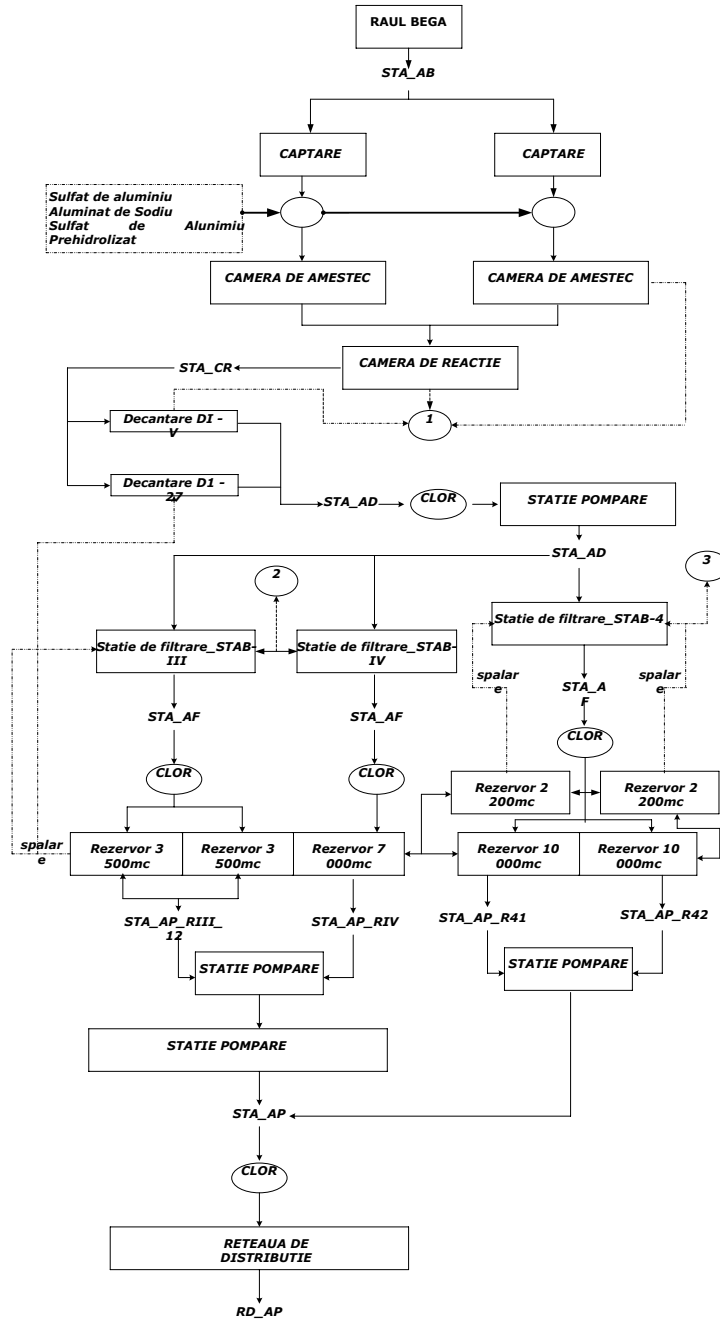 RAUL BEGA
STA_AB
CAPTARE
CAPTARE
Sulfat de aluminiu
Aluminat de Sodiu
Sulfat de Alunimiu
Prehidrolizat
CAMERA DE AMESTEC
CAMERA DE AMESTEC
CAMERA DE REACTIE
STA_CR
Decantare DI -
V
1
Decantare D1 -
27
STA_AD
CLOR
STATIE POMPARE
STA_AD
2
3
Statie de filtrare_STAB-4
Statie de filtrare_STAB-
III
Statie de filtrare_STAB-
IV
spalar
e
STA_A
F
spalar
e
STA_AF
STA_AF
CLOR
CLOR
CLOR
Rezervor 2
200mc
Rezervor 2
200mc
spalar
e
Rezervor 3
500mc
Rezervor 3
500mc
Rezervor 7
000mc
Rezervor 10
000mc
Rezervor 10
000mc
STA_AP_RIII_
12
STA_AP_RIV
STA_AP_R41
STA_AP_R42
STATIE POMPARE
STATIE POMPARE
STATIE POMPARE
STA_AP
CLOR
RETEAUA DE
DISTRIBUTIE
RD_AP